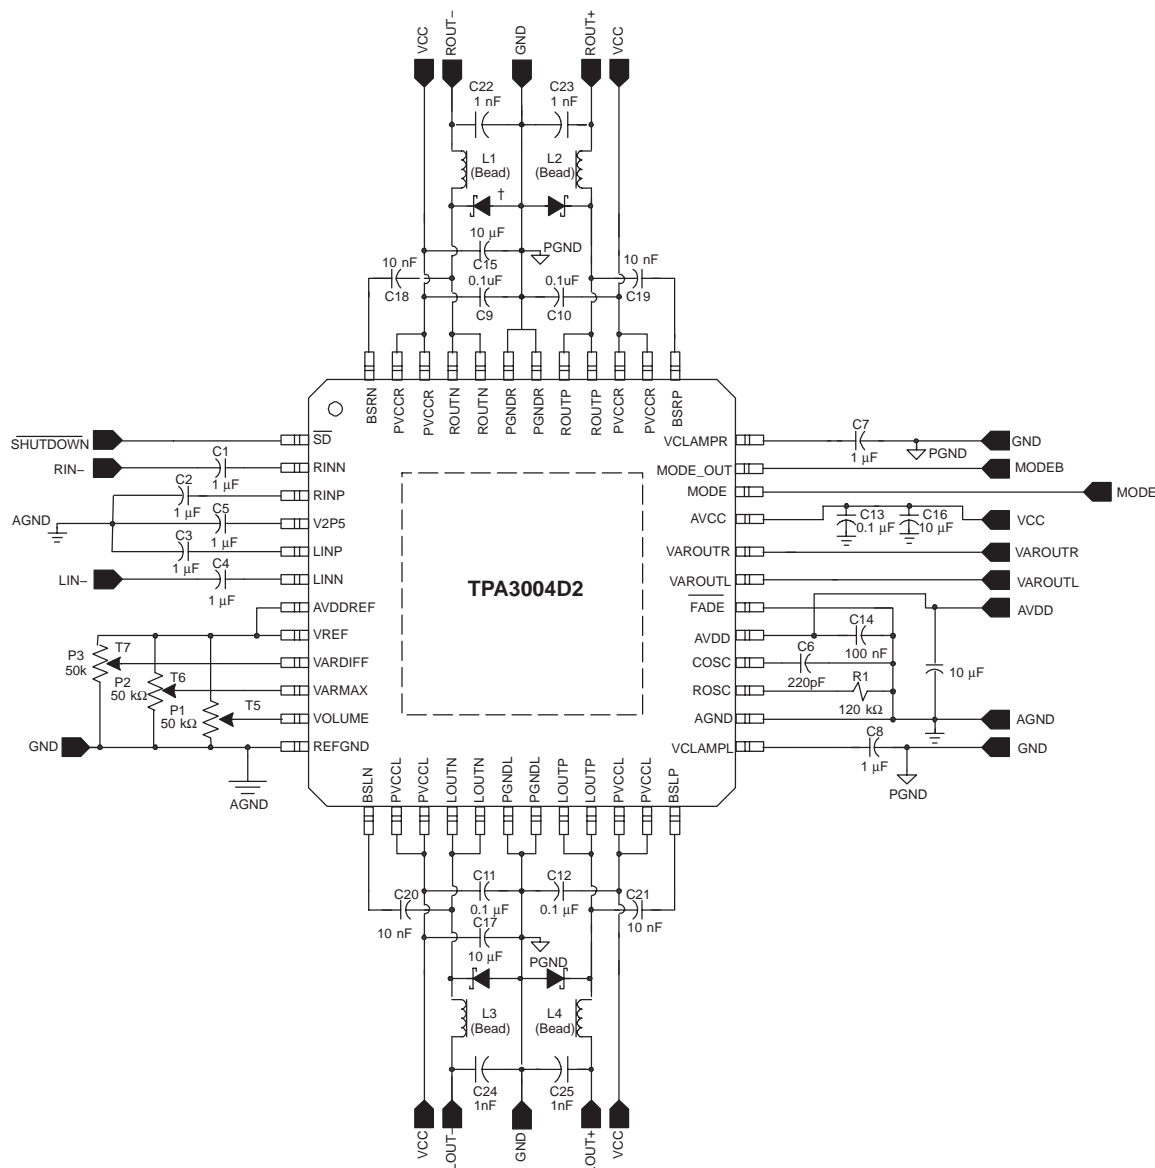 VCC
ROUT−
GND
ROUT+
VCC
C22
1 nF
C23
1 nF
L1
(Bead)
L2
(Bead)
†
10 µF
C15
PGND
10 nF
C18
0.1uF
C9
0.1uF
C10
10 nF
C19
BSRN
PVCCR
PVCCR
ROUTN
ROUTN
PGNDR
PGNDR
ROUTP
ROUTP
PVCCR
PVCCR
BSRP
SHUTDOWN
RIN−
AGND
LIN−
C1
1 µF
C2
1 µF
C5
1 µF
C3
1 µF
C4
1 µF
P3
50k
T7
P2
50 kΩ
T6
P1
50 kΩ
T5
GND
AGND
SD
RINN
RINP
V2P5
LINP
LINN
AVDDREF
VREF
VARDIFF
VARMAX
VOLUME
REFGND
TPA3004D2
VCLAMPR
MODE_OUT
MODE
AVCC
VAROUTR
VAROUTL
FADE
AVDD
COSC
ROSC
AGND
VCLAMPL
C7
1 µF
PGND
GND
MODEB
MODE
C13
0.1 µF
C16
10 µF
VCC
VAROUTR
VAROUTL
AVDD
C14
100 nF
C6
220pF
10 µF
R1
120 kΩ
AGND
C8
1 µF
GND
PGND
BSLN
PVCCL
PVCCL
LOUTN
LOUTN
PGNDL
PGNDL
LOUTP
LOUTP
PVCCL
PVCCL
BSLP
C20
10 nF
C11
0.1 µF
C12
0.1 µF
C21
10 nF
C17
10 µF
PGND
L3
(Bead)
L4
(Bead)
C24
1nF
C25
1nF
VCC
LOUT−
GND
LOUT+
VCC